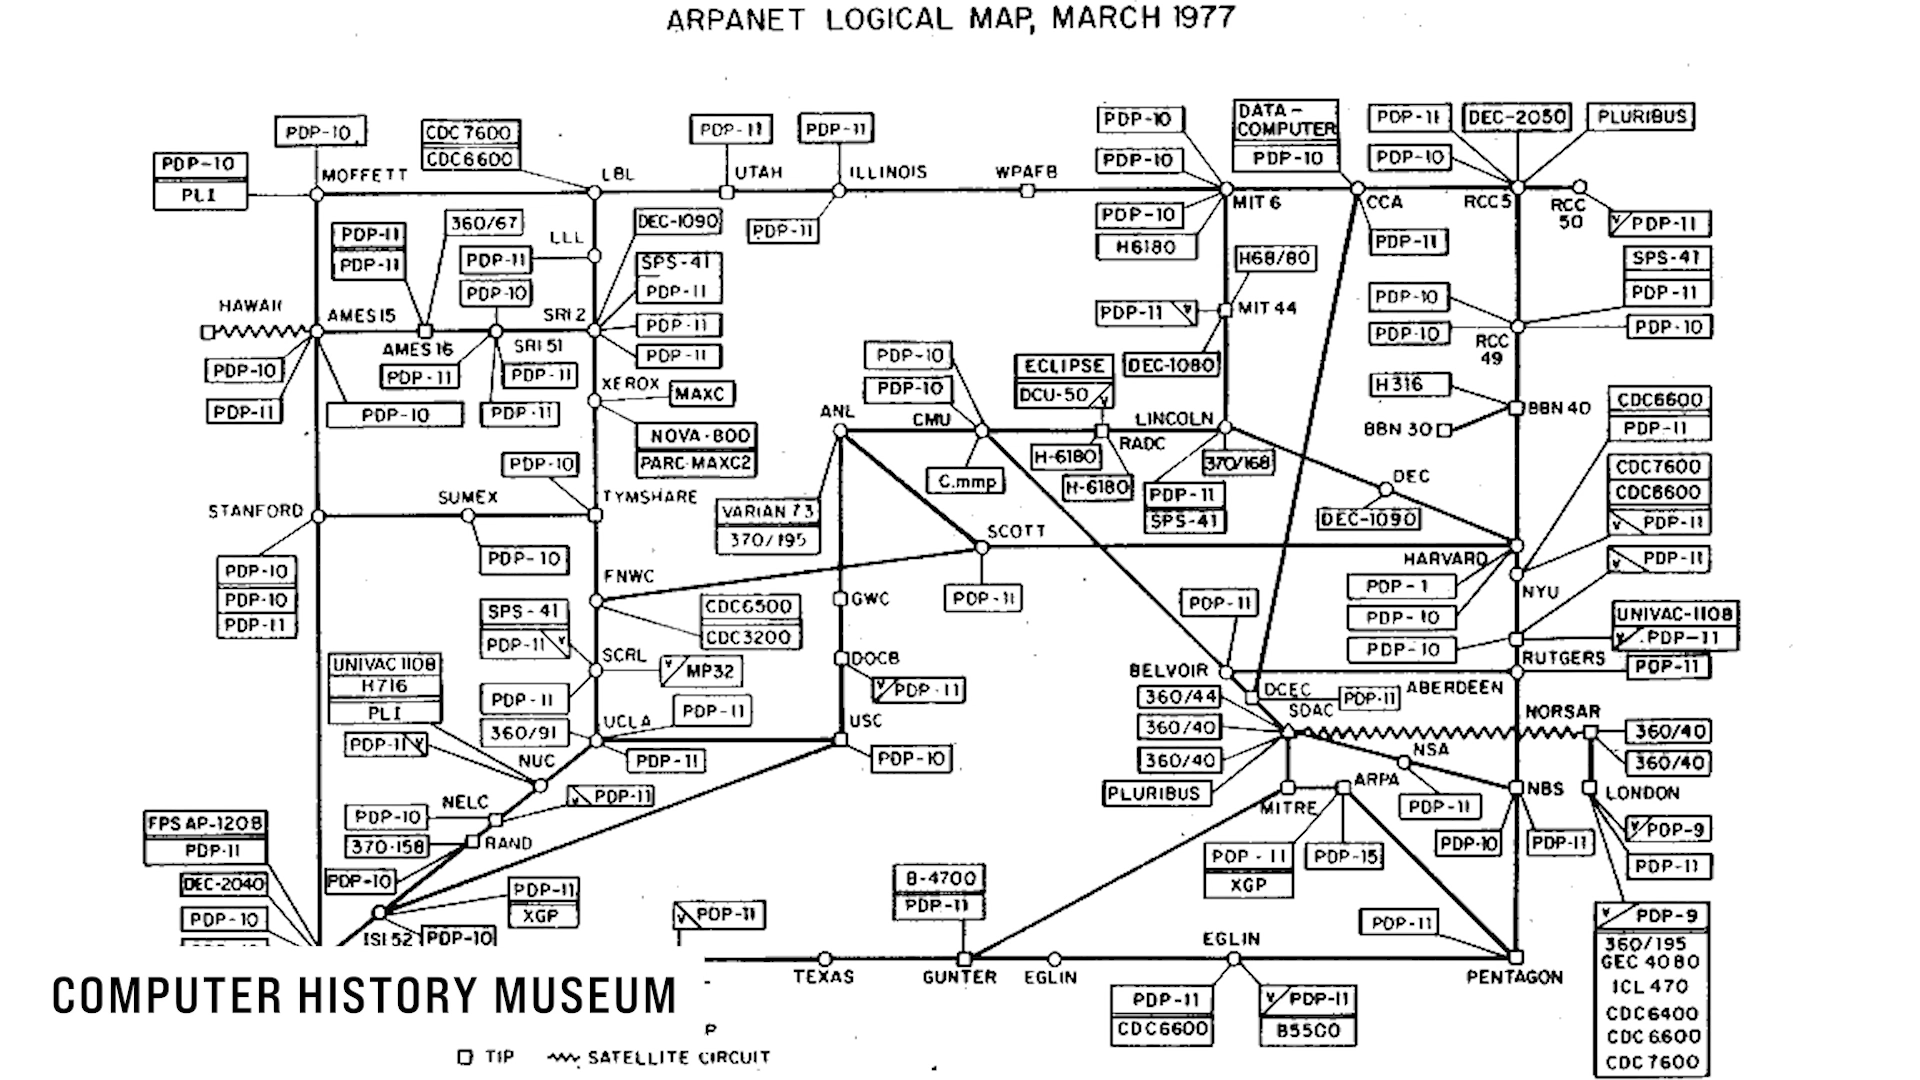 ARPANET LOGICAL MAP, MARCH 1977
PDP-10
CDC7600
CDC6600
PDP-11
PDP-11
PDP-10
DATA-
COMPUTER
PDP-10
PDP-11
DEC-2050
PLURIBUS
PDP-10
PLI
MOFFETT
LBL
UTAH
ILLINOIS
WPAFB
PDP-10
PDP-10
MIT 6
CCA
RCC5
RCC
50
PDP-11
PDP-11
PDP-11
360/67
LLL
DEC-1090
PDP-11
PDP-10
H6180
PDP-11
PDP-11
PDP-10
SPS-41
PDP-11
H68/80
SPS-41
PDP-11
HAWAII
AMES15
AMES16
SRI 51
SRI 2
PDP-11
PDP-11
PDP-11
MIT 44
PDP-10
PDP-10
RCC
49
PDP-10
PDP-10
PDP-11
PDP-10
PDP-11
PDP-11
PDP-11
XEROX
MAXC
NOVA-800
PARC-MAXC2
PDP-10
PDP-10
ECLIPSE
DCU-50
DEC-1080
H316
BBN 40
BBN 30
CDC6600
PDP-11
ANL
CMU
RADC
LINCOLN
C.mmp
H-6180
H-6180
370/168
PDP-11
SPS-41
DEC
DEC-1090
CDC7600
CDC6600
PDP-11
PDP-10
STANFORD
SUMEX
TYMSHARE
PDP-10
PDP-10
PDP-10
PDP-11
VARIAN 73
370/195
SCOTT
PDP-11
HARVARD
PDP-1
PDP-10
PDP-10
PDP-11
NYU
FNWC
CDC6500
CDC3200
GWC
PDP-11
UNIVAC-1108
PDP-11
RUTGERS
PDP-11
SPS-41
PDP-11
SCRL
MP32
DOCB
PDP-11
BELVOIR
DCEC
PDP-11
ABERDEEN
UNIVAC 1108
H716
PLI
PDP-11
PDP-11
360/91
UCLA
PDP-11
PDP-11
USC
PDP-10
360/44
360/40
360/40
PLURIBUS
SDAC
NORSAR
360/40
360/40
NUC
NELC
PDP-11
PDP-10
370-158
RAND
PDP-10
MITRE
ARPA
NSA
PDP-11
NBS
LONDON
PDP-10
PDP-11
PDP-9
PDP-11
PDP-11
XGP
PDP-15
FPS AP-120B
PDP-11
DEC-2040
PDP-10
PDP-11
XGP
ISI52
PDP-10
PDP-11
B-4700
PDP-11
EGLIN
PDP-11
PDP-9
360/195
GEC 4080
ICL 470
CDC6400
CDC6600
CDC7600
TEXAS
GUNTER
EGLIN
PENTAGON
PDP-11
CDC6600
PDP-11
B5500
COMPUTER HISTORY MUSEUM
P
TIP
SATELLITE CIRCUIT